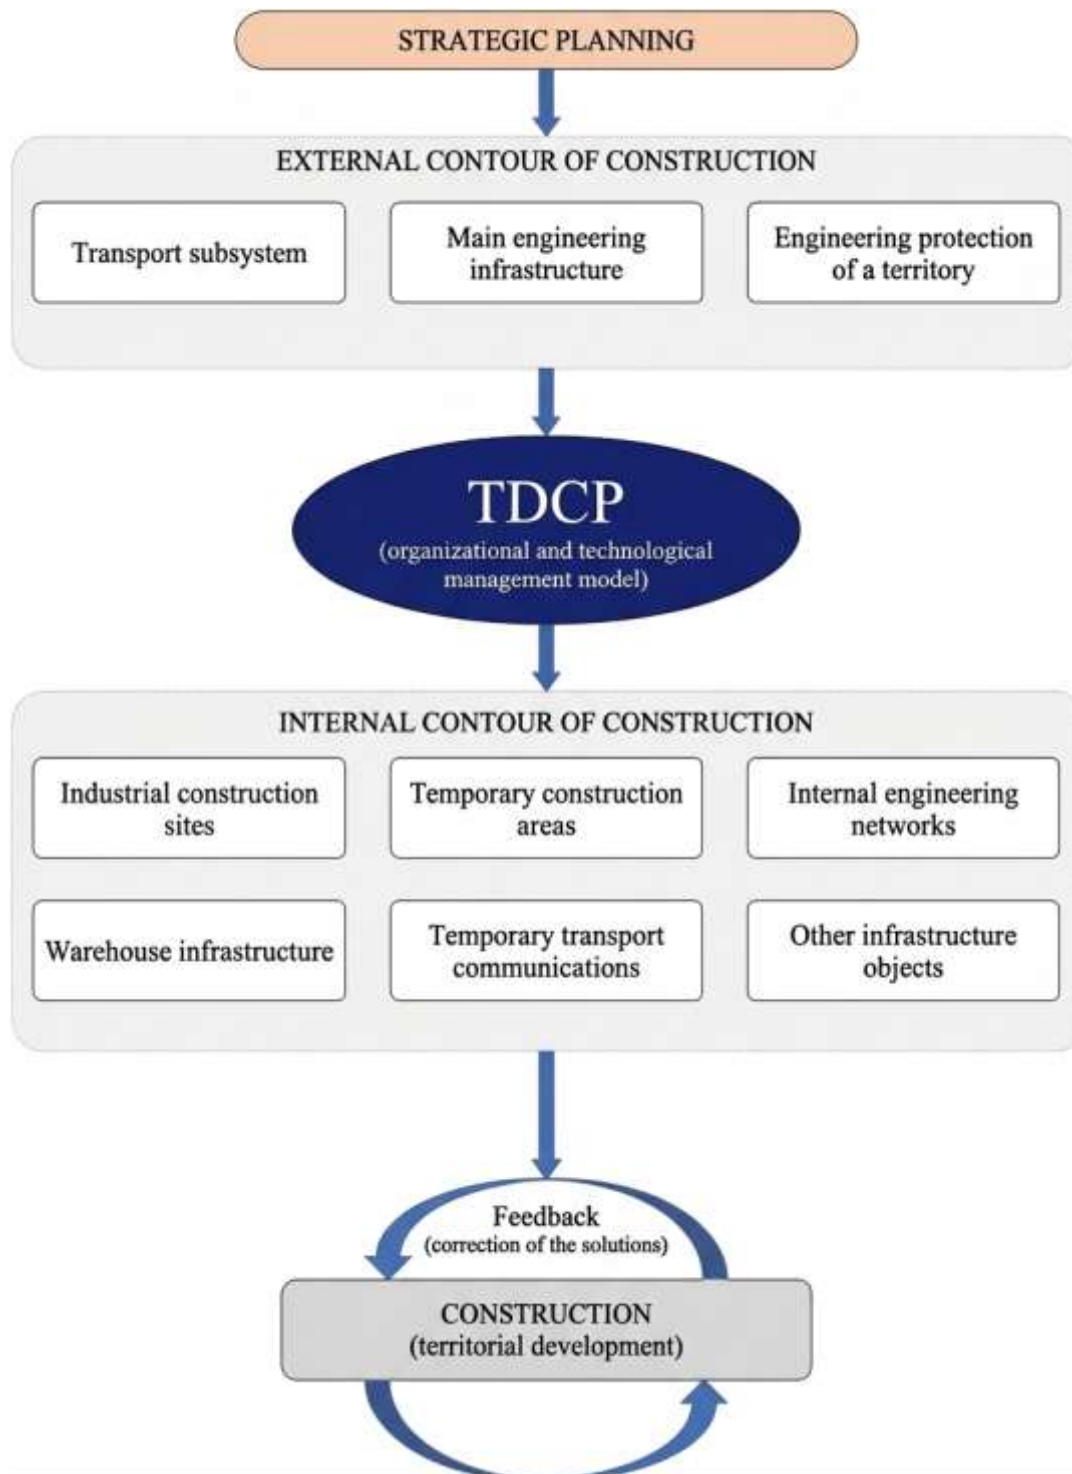 STRATEGIC PLANNING
EXTERNAL CONTOUR OF CONSTRUCTION
Transport subsystem
Main engineering
infrastructure
Engineering protection
of a territory
TDCP
(organizational and technological
management model)
INTERNAL CONTOUR OF CONSTRUCTION
Industrial construction
sites
Temporary construction
areas
Internal engineering
networks
Warehouse infrastructure
Temporary transport
communications
Other infrastructure
objects
Feedback
(correction of the solutions)
CONSTRUCTION
(territorial development)